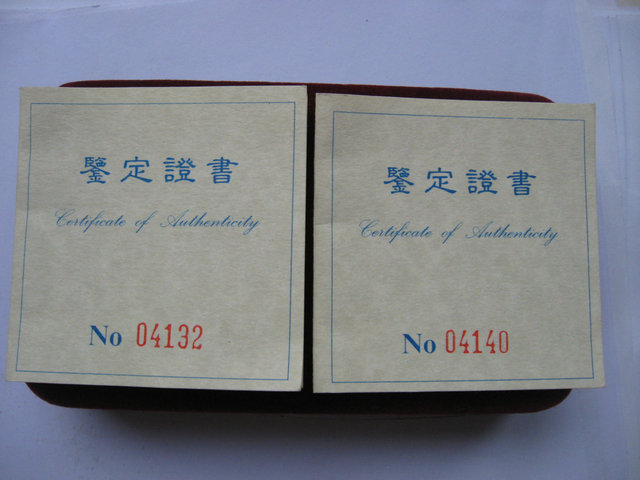 鑒定證書
Certificate of Authenticity
No 04132
鑒定證書
Certificate of Authenticity
No 04140